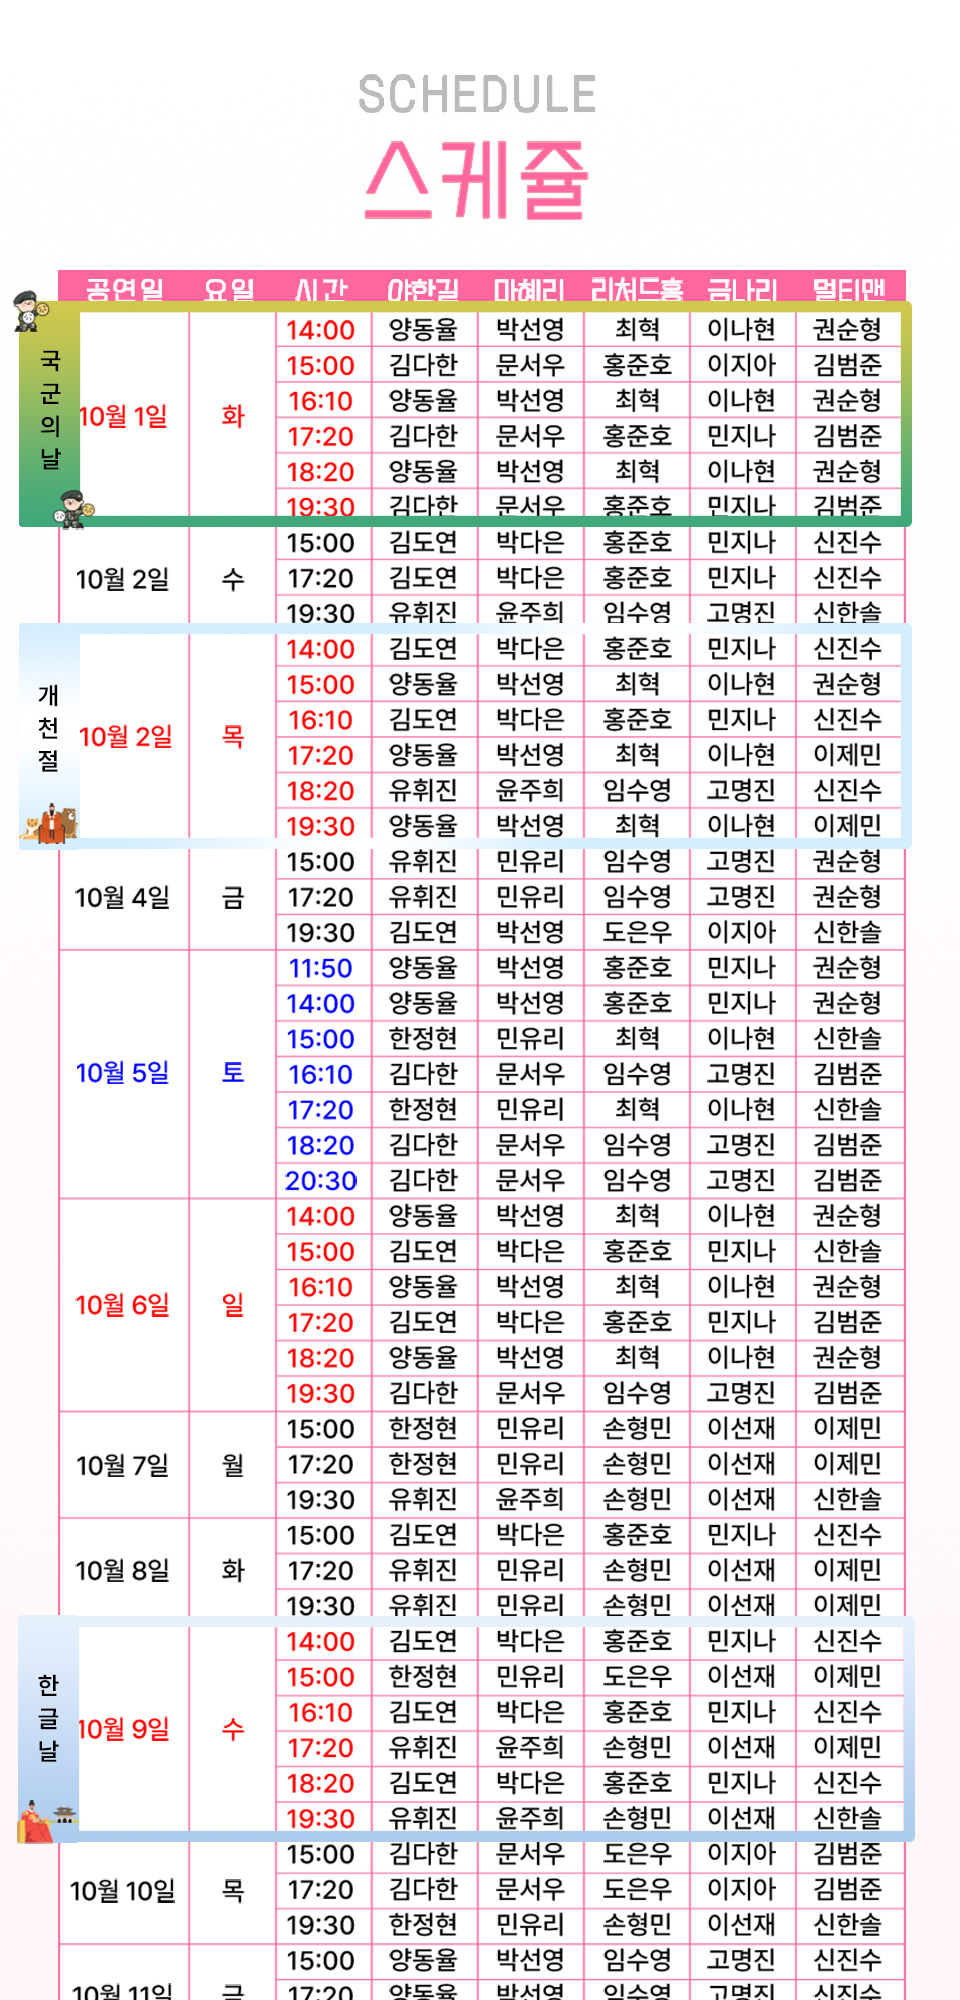 SCHEDULE
스케쥴
공연일 요일 시간 야한길 마혜리 리처드홍 금나리 멀티맨
국군의날
10월 1일 화
14:00 양동율 박선영 최혁 이나현 권순형
15:00 김다한 문서우 홍준호 이지아 김범준
16:10 양동율 박선영 최혁 이나현 권순형
17:20 김다한 문서우 홍준호 민지나 김범준
18:20 양동율 박선영 최혁 이나현 권순형
19:30 김다한 문서우 홍준호 민지나 김범준
10월 2일 수
15:00 김도연 박다은 홍준호 민지나 신진수
17:20 김도연 박다은 홍준호 민지나 신진수
19:30 유휘진 윤주희 임수영 고명진 신한솔
개천절
10월 2일 목
14:00 김도연 박다은 홍준호 민지나 신진수
15:00 양동율 박선영 최혁 이나현 권순형
16:10 김도연 박다은 홍준호 민지나 신진수
17:20 양동율 박선영 최혁 이나현 이제민
18:20 유휘진 윤주희 임수영 고명진 신진수
19:30 양동율 박선영 최혁 이나현 이제민
10월 4일 금
15:00 유휘진 민유리 임수영 고명진 권순형
17:20 유휘진 민유리 임수영 고명진 권순형
19:30 김도연 박선영 도은우 이지아 신한솔
10월 5일 토
11:50 양동율 박선영 홍준호 민지나 권순형
14:00 양동율 박선영 홍준호 민지나 권순형
15:00 한정현 민유리 최혁 이나현 신한솔
16:10 김다한 문서우 임수영 고명진 김범준
17:20 한정현 민유리 최혁 이나현 신한솔
18:20 김다한 문서우 임수영 고명진 김범준
20:30 김다한 문서우 임수영 고명진 김범준
10월 6일 일
14:00 양동율 박선영 최혁 이나현 권순형
15:00 김도연 박다은 홍준호 민지나 신한솔
16:10 양동율 박선영 최혁 이나현 권순형
17:20 김도연 박다은 홍준호 민지나 김범준
18:20 양동율 박선영 최혁 이나현 권순형
19:30 김다한 문서우 임수영 고명진 김범준
10월 7일 월
15:00 한정현 민유리 손형민 이선재 이제민
17:20 한정현 민유리 손형민 이선재 이제민
19:30 유휘진 윤주희 손형민 이선재 신한솔
10월 8일 화
15:00 김도연 박다은 홍준호 민지나 신진수
17:20 유휘진 민유리 손형민 이선재 이제민
19:30 유휘진 민유리 손형민 이선재 이제민
한글날
10월 9일 수
14:00 김도연 박다은 홍준호 민지나 신진수
15:00 한정현 민유리 도은우 이선재 이제민
16:10 김도연 박다은 홍준호 민지나 신진수
17:20 유휘진 윤주희 손형민 이선재 이제민
18:20 김도연 박다은 홍준호 민지나 신진수
19:30 유휘진 윤주희 손형민 이선재 신한솔
10월 10일 목
15:00 김다한 문서우 도은우 이지아 김범준
17:20 김다한 문서우 도은우 이지아 김범준
19:30 한정현 민유리 손형민 이선재 신한솔
10월 11일 금
15:00 양동율 박선영 임수영 고명진 신진수
17:20 양동율 박선영 임수영 고명진 신진수